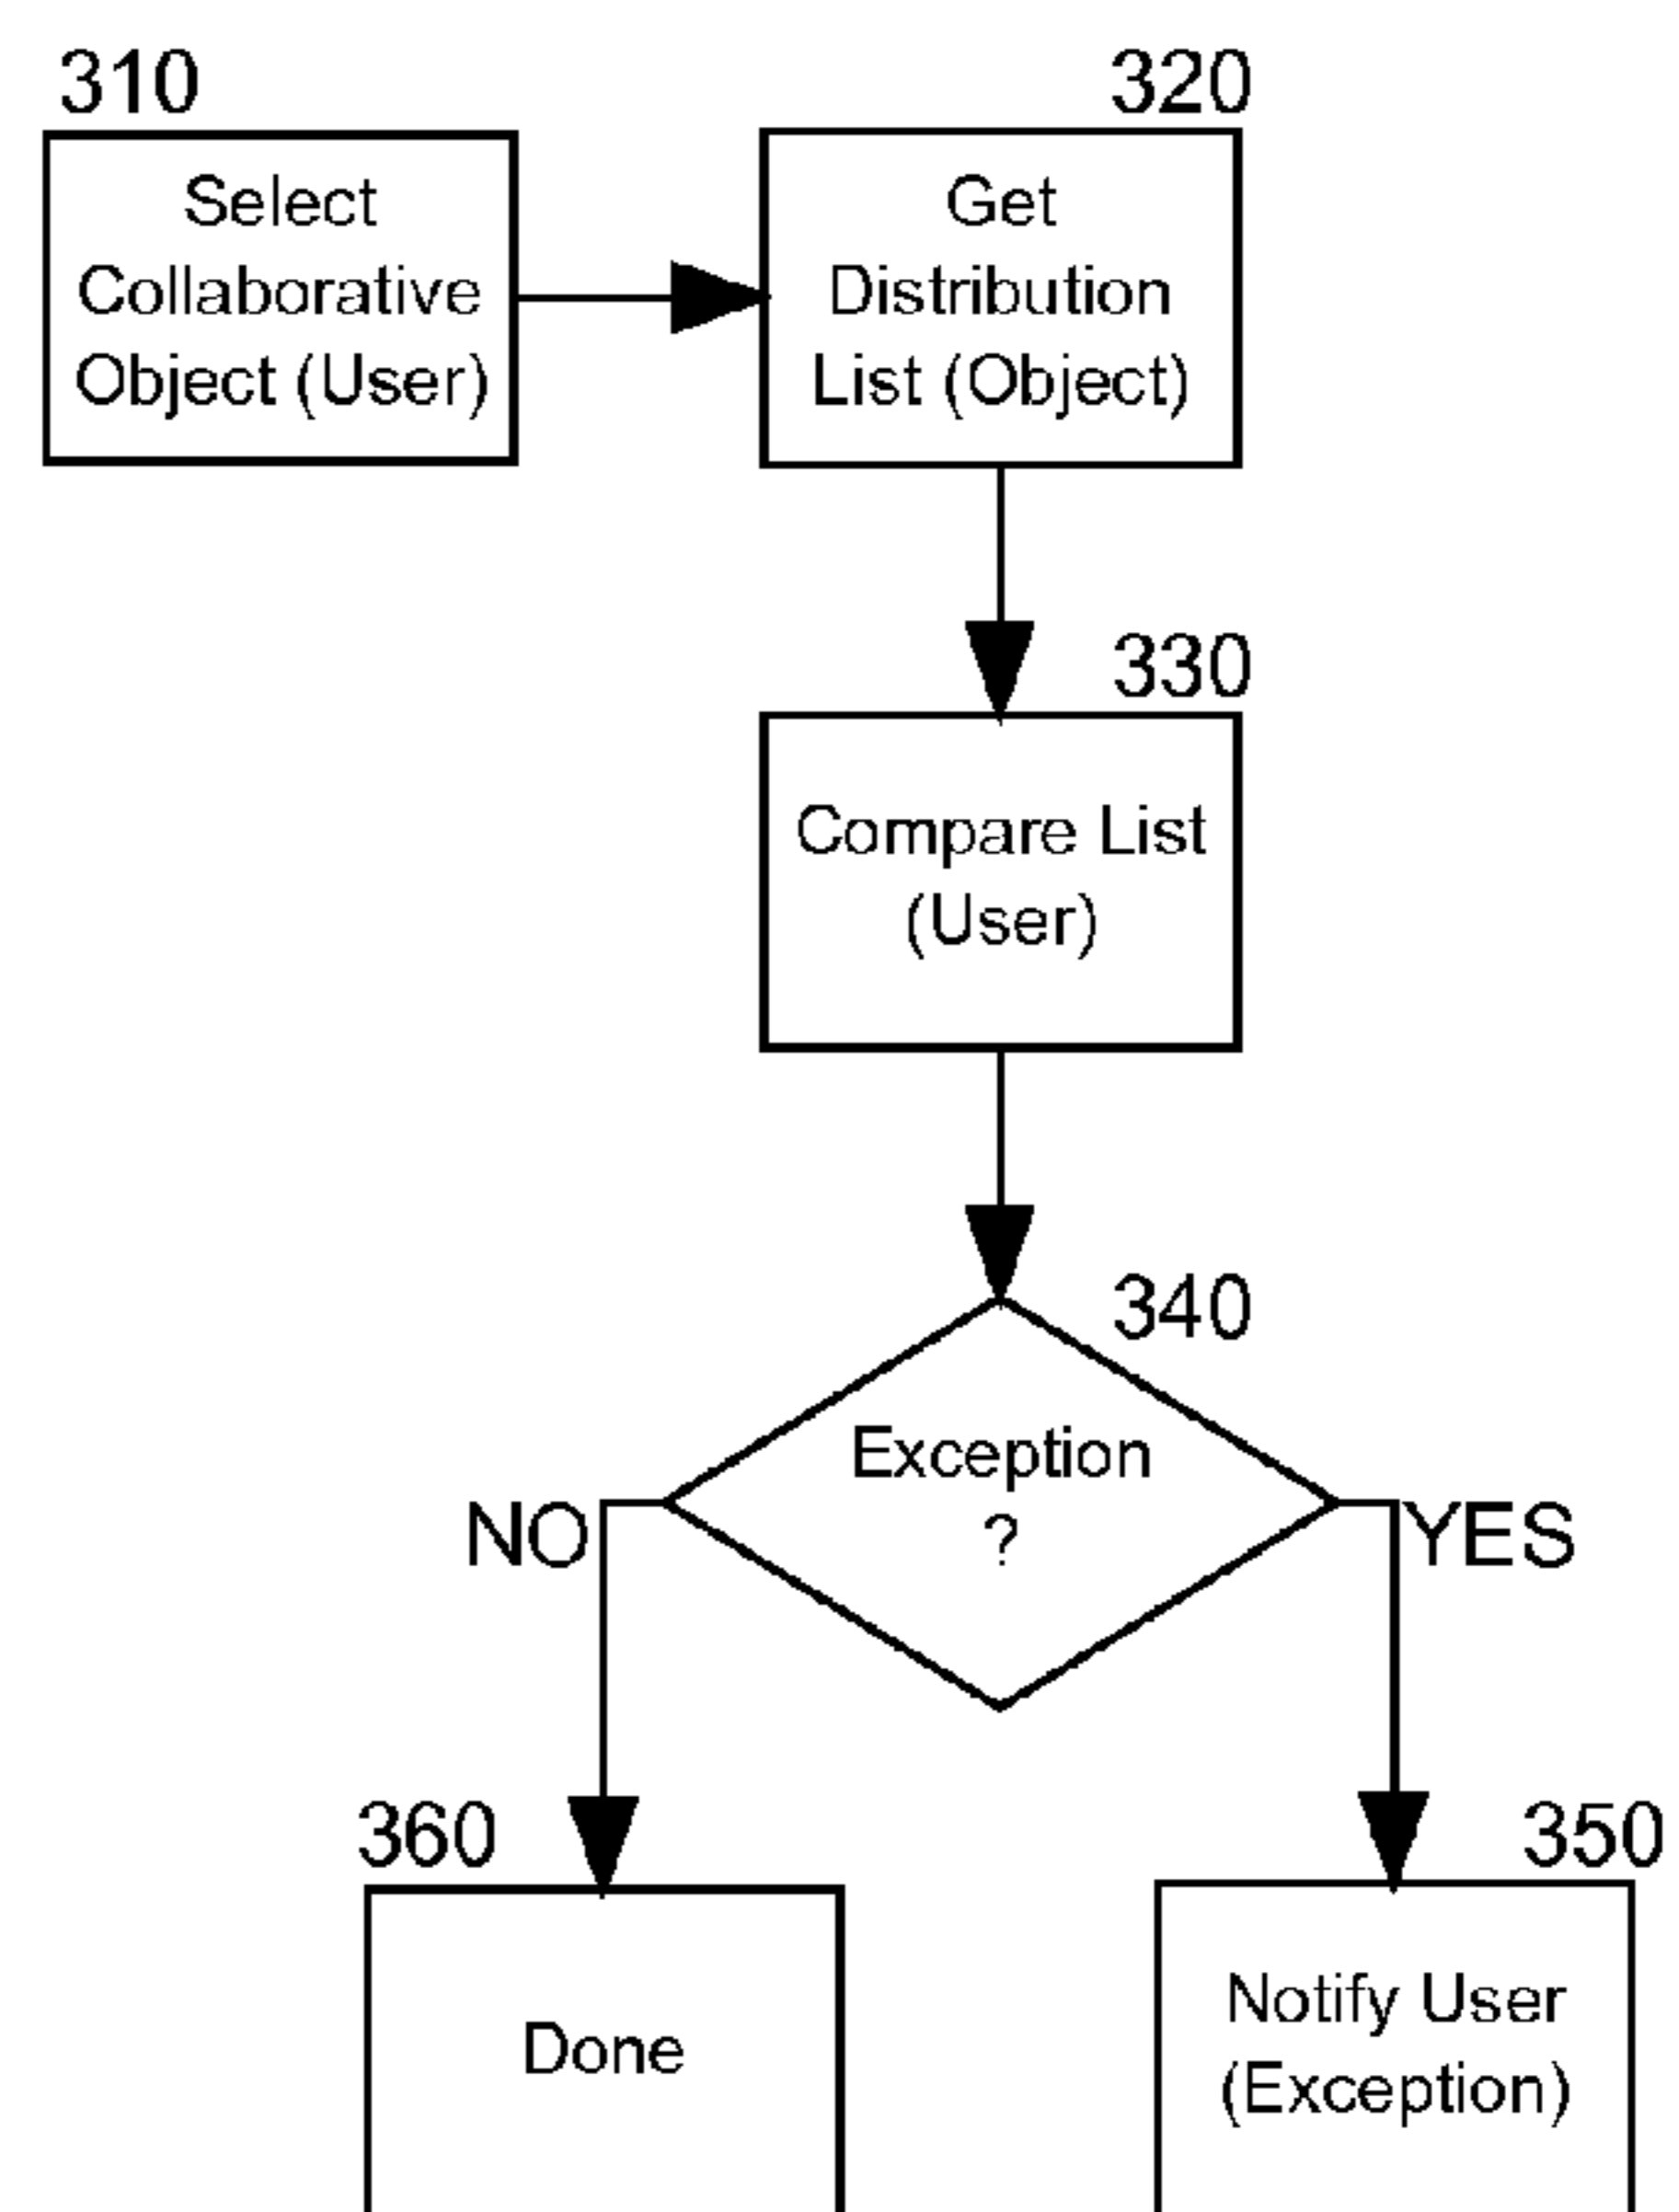 310
Select
Collaborative
Object (User)
320
Get
Distribution
List (Object)
330
Compare List
(User)
340
Exception
?
NO
YES
360
Done
350
Notify User
(Exception)